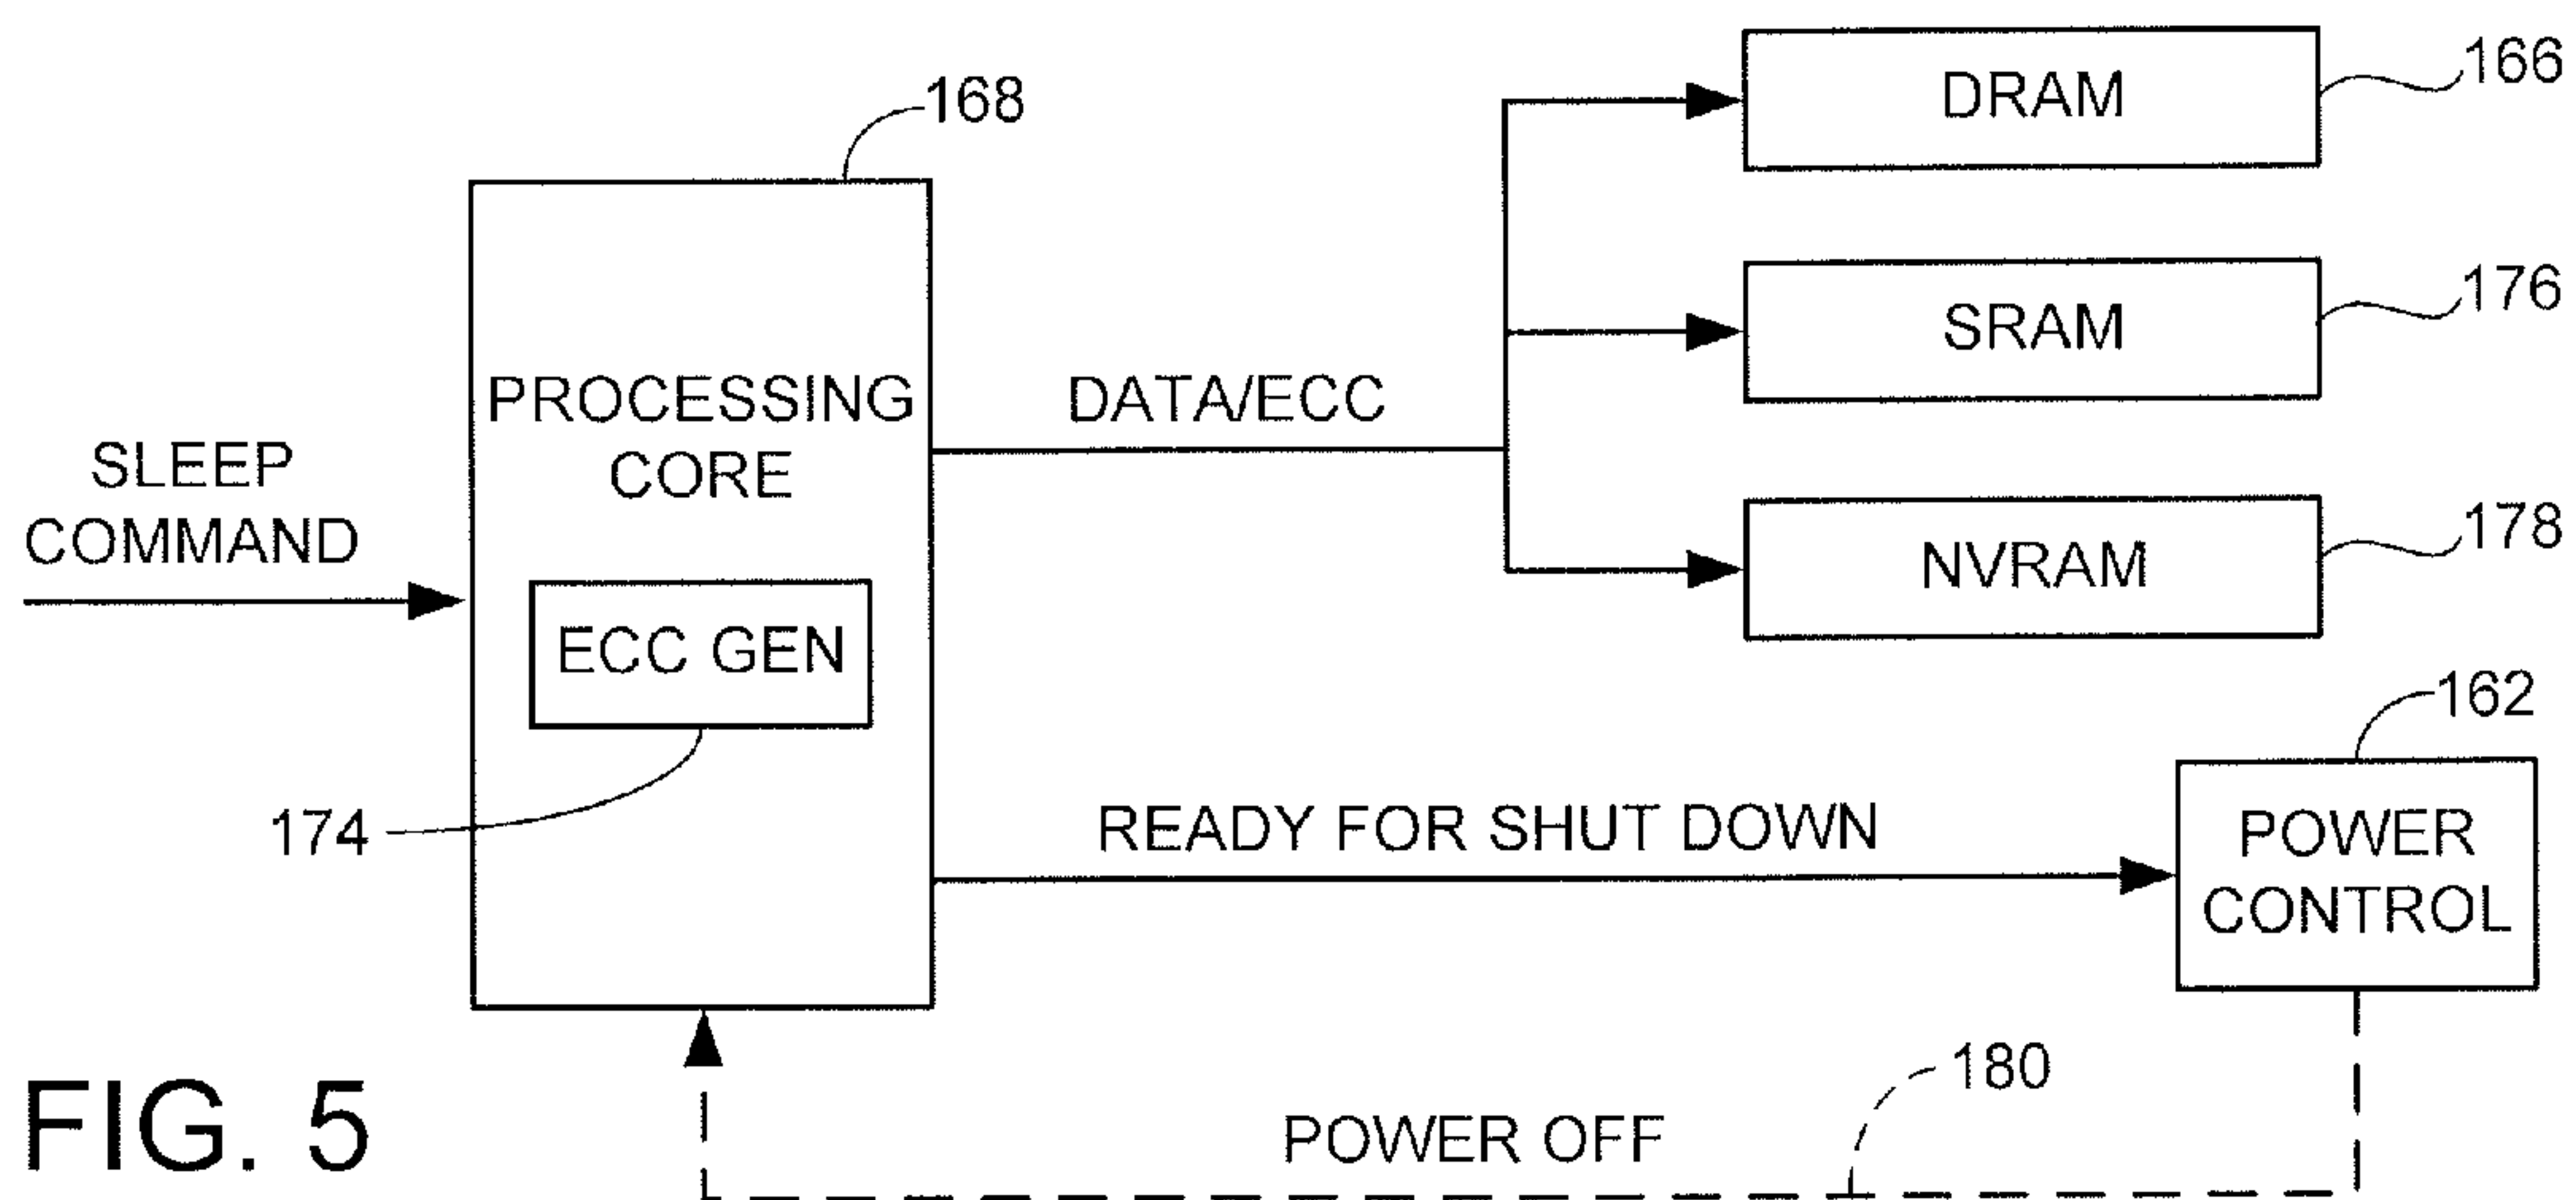 168
DRAM
166
SRAM
176
NVRAM
178
PROCESSING
CORE
DATA/ECC
SLEEP
COMMAND
ECC GEN
174
READY FOR SHUT DOWN
162
POWER
CONTROL
180
POWER OFF
FIG. 5